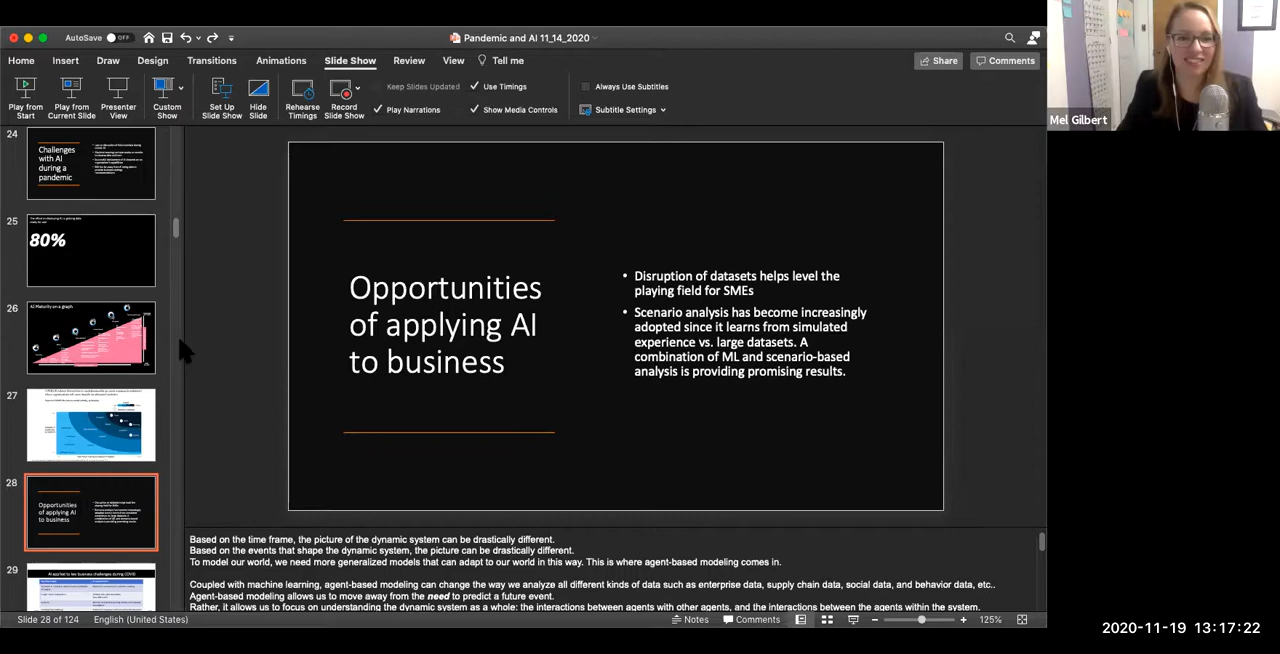 AutoSave OFF
Pandemic and AI 11_14_2020
Home Insert Draw Design Transitions Animations Slide Show Review View Tell me
Share Comments
Play from Start
Play from Current Slide
Presenter View
Custom Show
Set Up Slide Show
Hide Slide
Rehearse Timings
Record Slide Show
Keep Slides Updated
Use Timings
Play Narrations
Show Media Controls
Always Use Subtitles
Subtitle Settings
Mel Gilbert
24
Challenges
with AI
during a
pandemic
25
80%
26
AI Maturity on a graph.
27
28
Opportunities
of applying AI
to business
29
AI applied to key business challenges during COVID
Opportunities
of applying AI
to business
• Disruption of datasets helps level the
playing field for SMEs
• Scenario analysis has become increasingly
adopted since it learns from simulated
experience vs. large datasets. A
combination of ML and scenario-based
analysis is providing promising results.
Based on the time frame, the picture of the dynamic system can be drastically different.
Based on the events that shape the dynamic system, the picture can be drastically different.
To model our world, we need more generalized models that can adapt to our world in this way. This is where agent-based modeling comes in.
Coupled with machine learning, agent-based modeling can change the way we analyze all different kinds of data such as enterprise data, supply chain data, social data, and behavior data, etc..
Agent-based modeling allows us to move away from the need to predict a future event.
Rather, it allows us to focus on understanding the dynamic system as a whole: the interactions between agents with other agents, and the interactions between the agents within the system.
Slide 28 of 124 English (United States)
Notes Comments 125%
2020-11-19 13:17:22